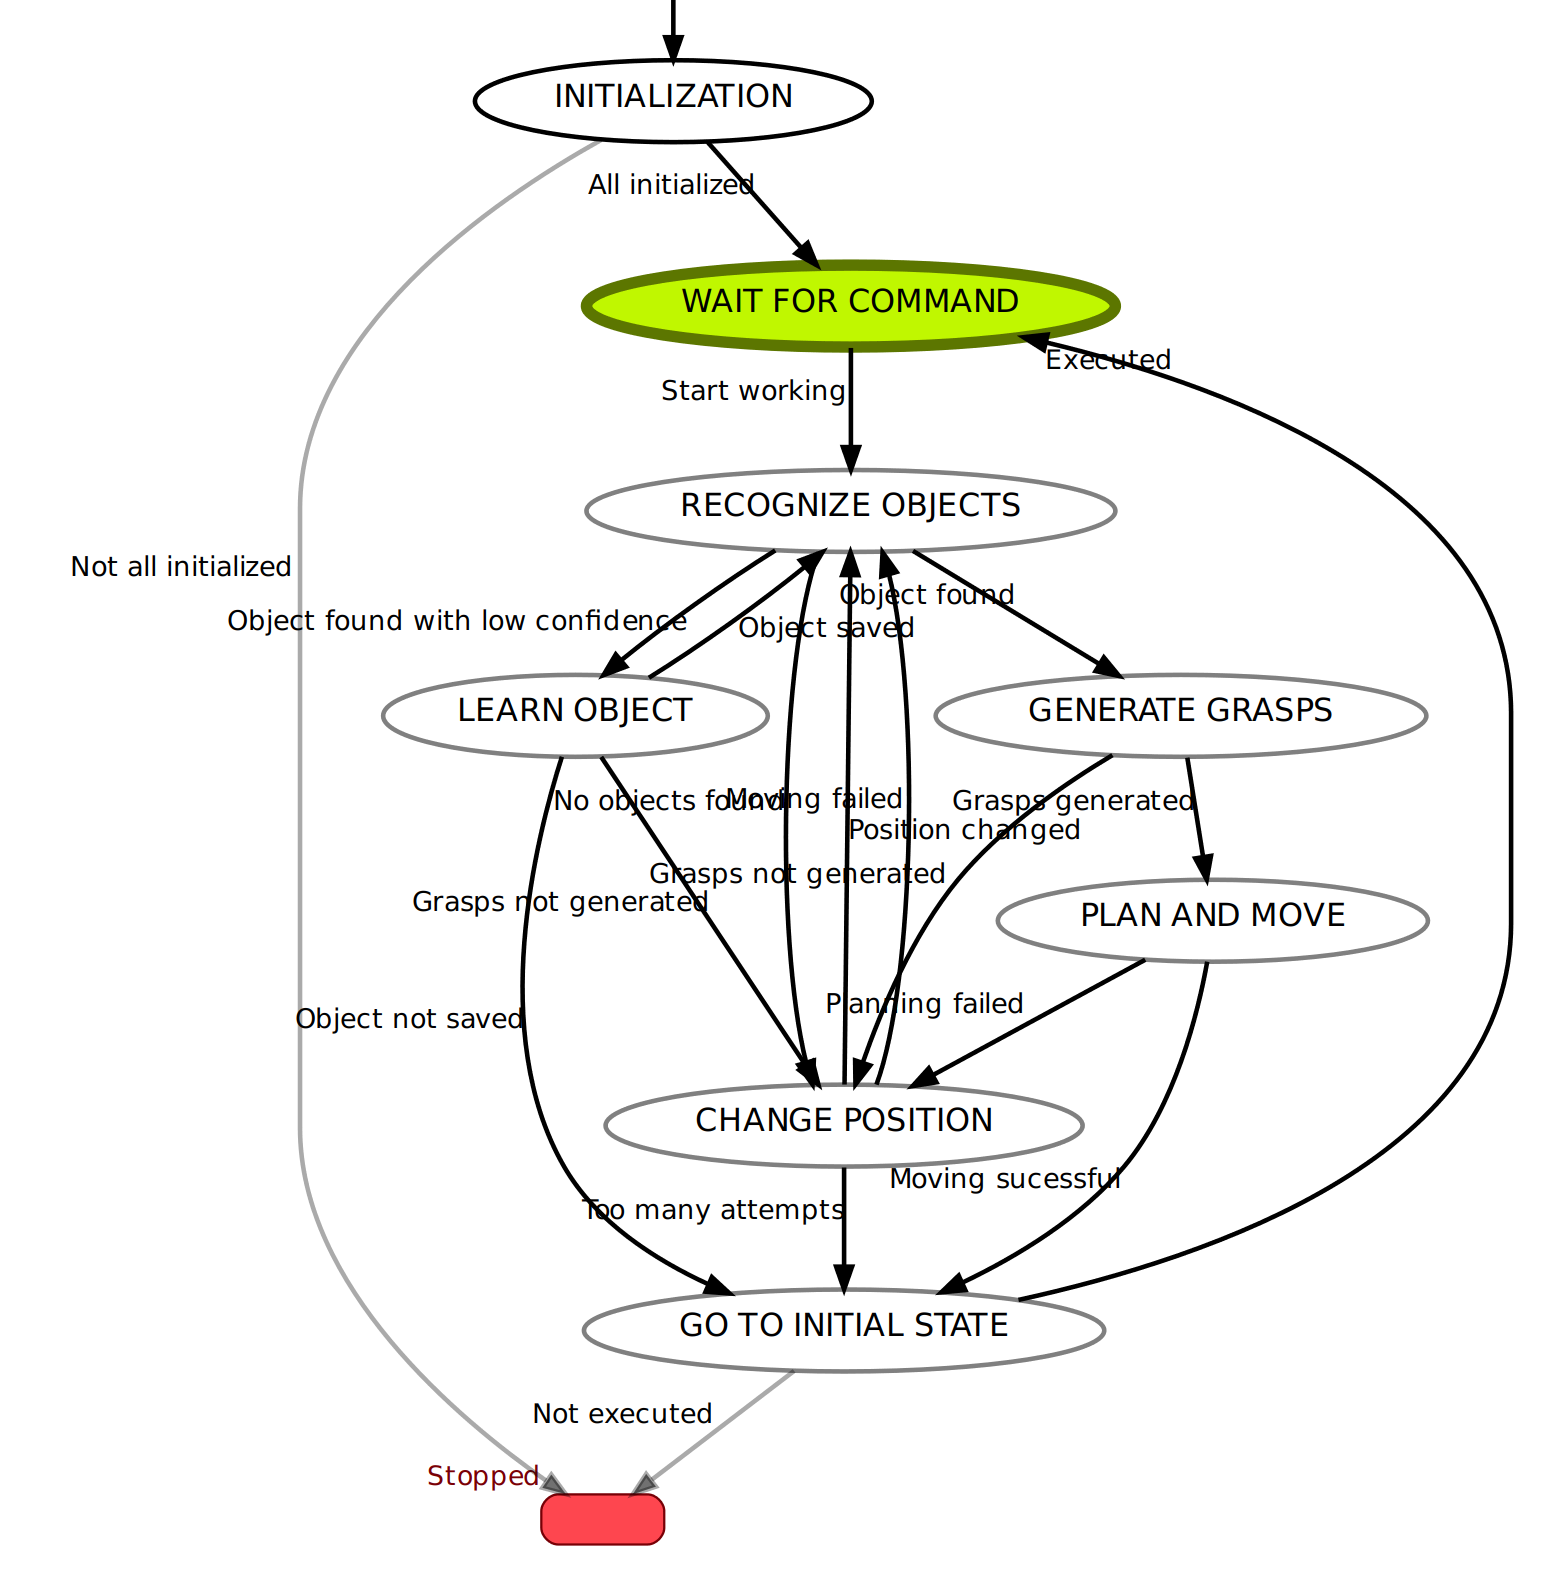 INITIALIZATION
All initialized
WAIT FOR COMMAND
Executed
Start working
RECOGNIZE OBJECTS
Not all initialized
Object found
Object found with low confidence
Object saved
LEARN OBJECT
GENERATE GRASPS
No objects found
Moving failed
Grasps generated
Position changed
Grasps not generated
Grasps not generated
PLAN AND MOVE
Planning failed
Object not saved
CHANGE POSITION
Moving sucessful
Too many attempts
GO TO INITIAL STATE
Not executed
Stopped